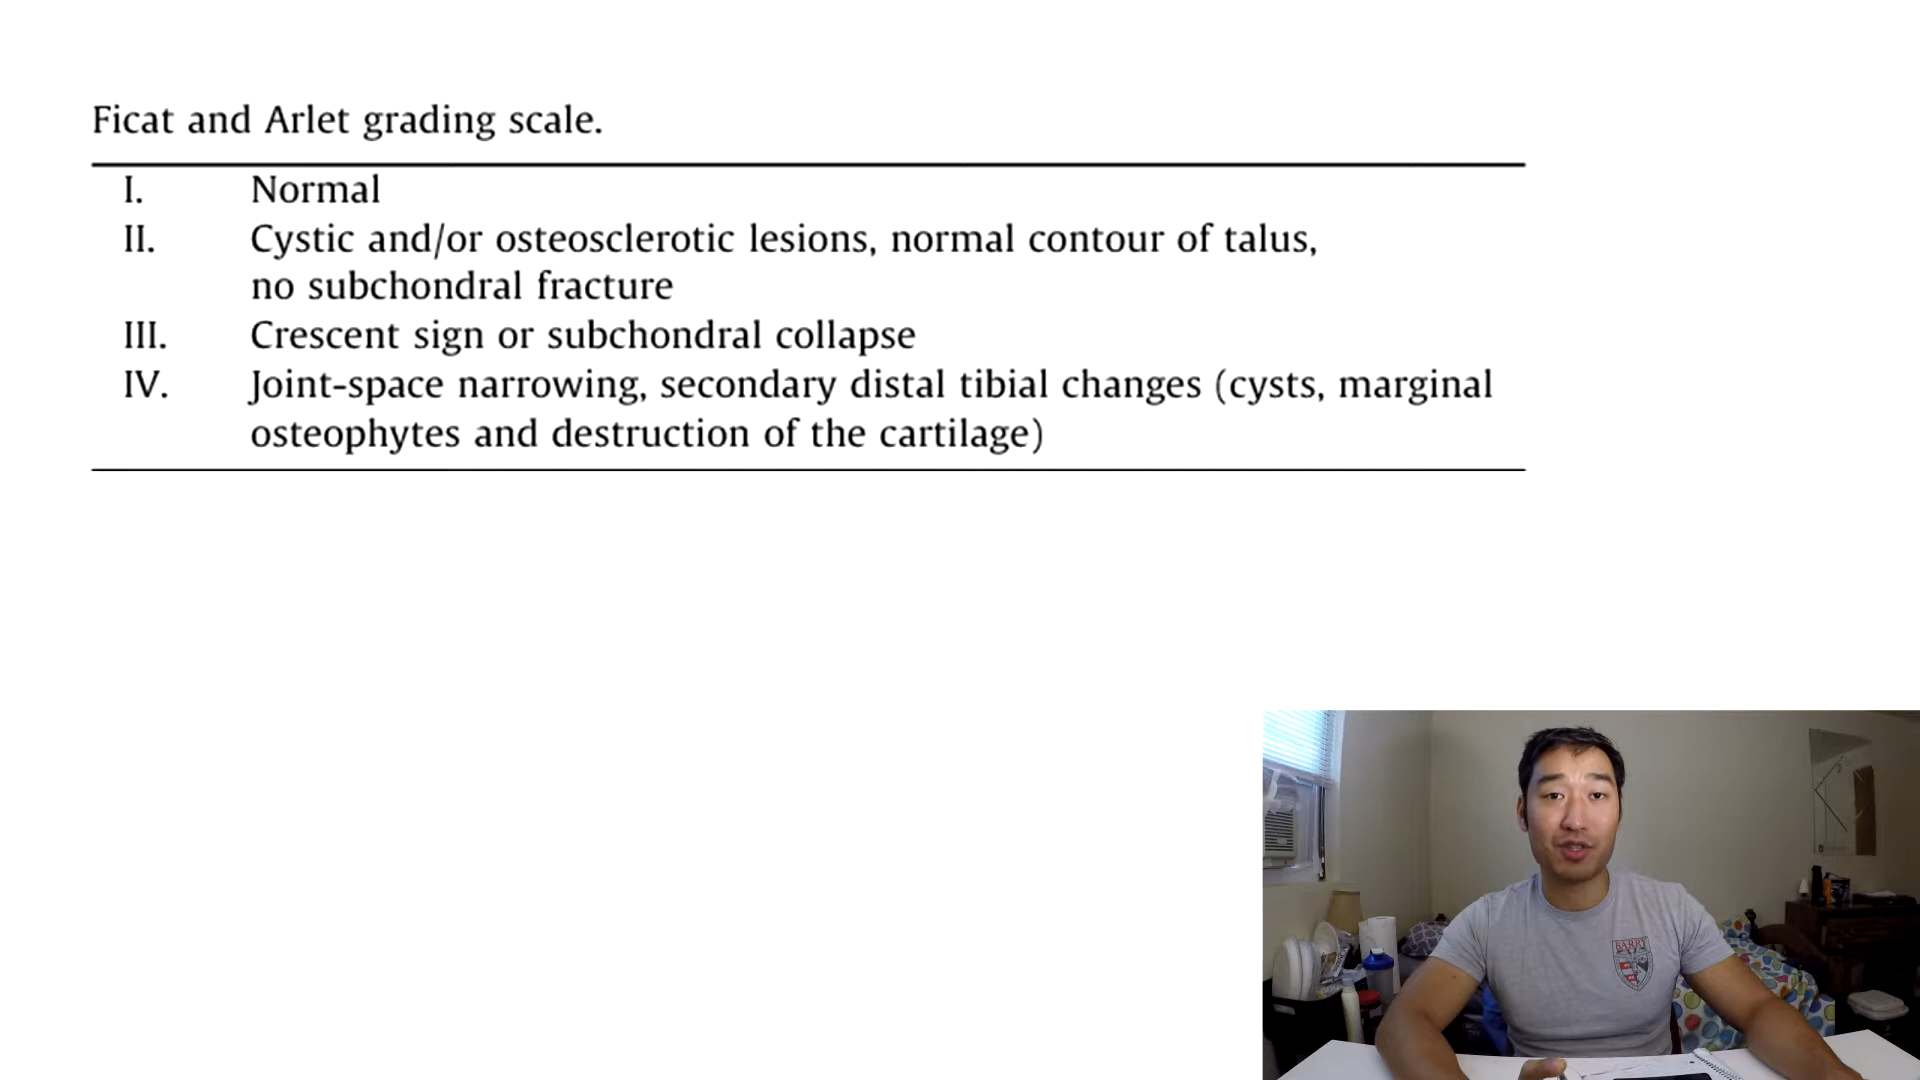 Ficat and Arlet grading scale.
I. Normal
II. Cystic and/or osteosclerotic lesions, normal contour of talus,
no subchondral fracture
III. Crescent sign or subchondral collapse
IV. Joint-space narrowing, secondary distal tibial changes (cysts, marginal
osteophytes and destruction of the cartilage)
BARRY